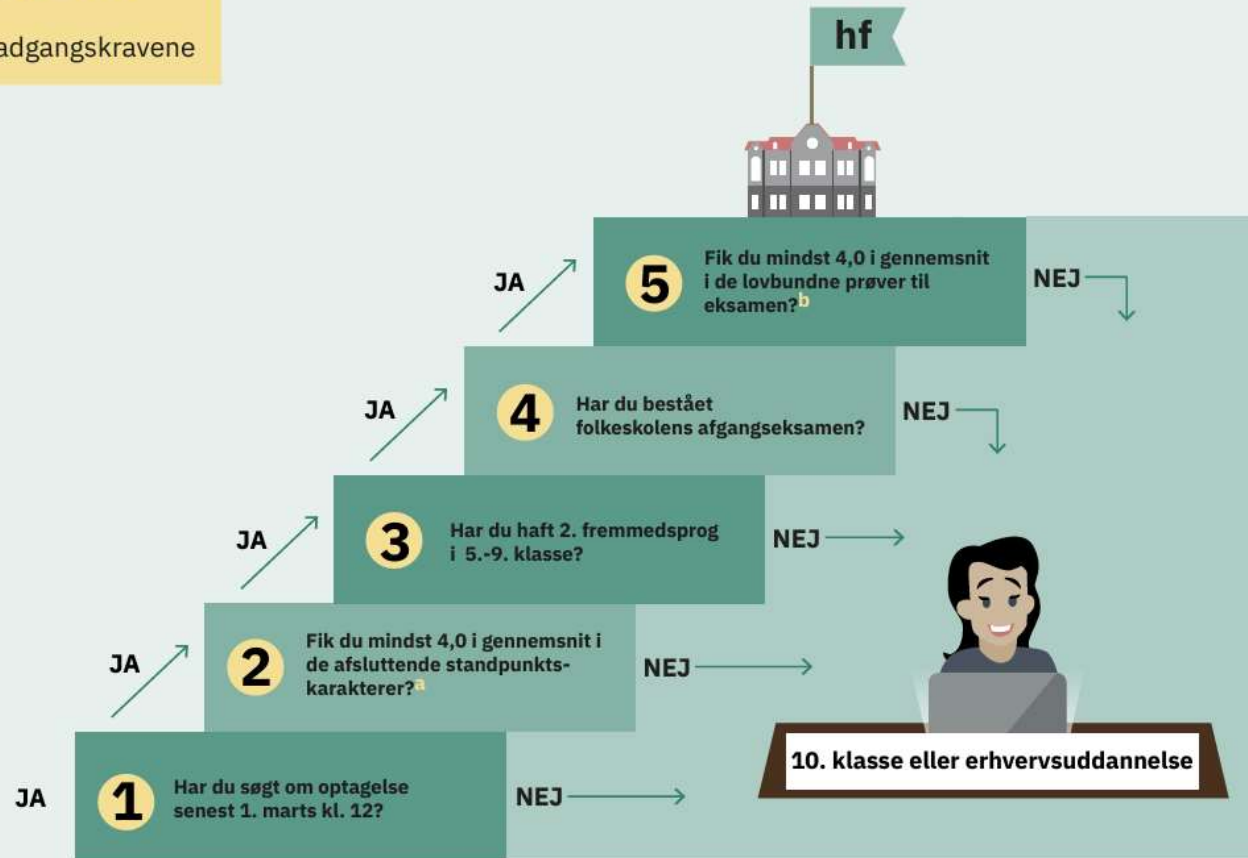 adgangskravene
hf
JA
5
Fik du mindst 4,0 i gennemsnit
i de lovbundne prøver til
eksamen?b
NEJ
JA
4
Har du bestået
folkeskolens afgangseksamen?
NEJ
JA
3
Har du haft 2. fremmedsprog
i 5.-9. klasse?
NEJ
JA
2
Fik du mindst 4,0 i gennemsnit i
de afsluttende standpunkts-
karakterer?a
NEJ
10. klasse eller erhvervsuddannelse
JA
1
Har du søgt om optagelse
senest 1. marts kl. 12?
NEJ